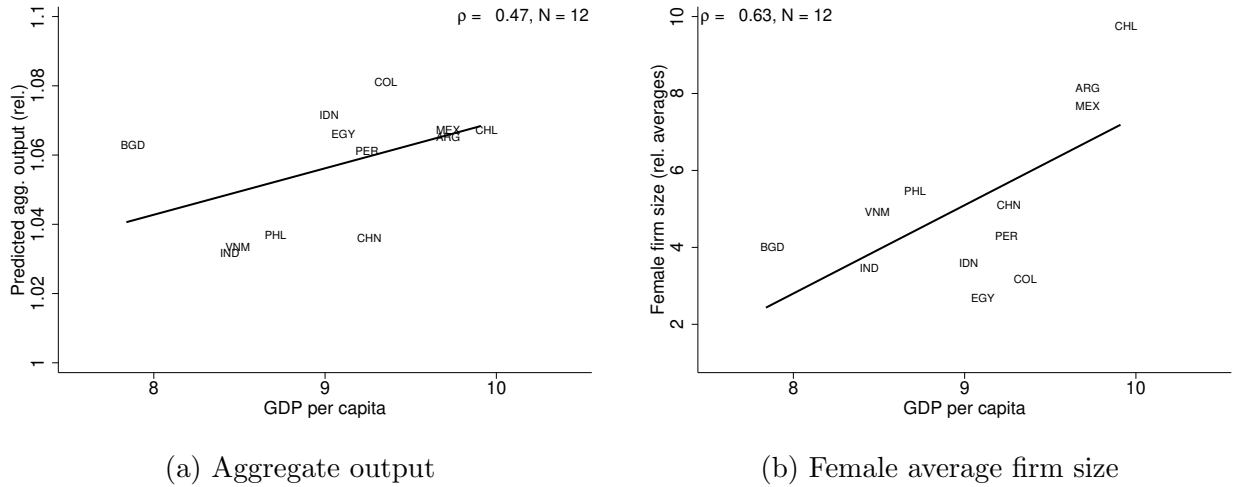 ρ = 0.47, N = 12
Predicted agg. output (rel.)
1.1
1.08
1.06
1.04
1.02
1
COL
IDN
EGY
BGD
PER
MEX
ARG
CHL
VNM
IND
PHL
CHN
8 9 10
GDP per capita
(a) Aggregate output
ρ = 0.63, N = 12
Female firm size (rel. averages)
10
8
6
4
2
CHL
ARG
MEX
PHL
VNM
CHN
PER
BGD
IND
IDN
COL
EGY
8 9 10
GDP per capita
(b) Female average firm size